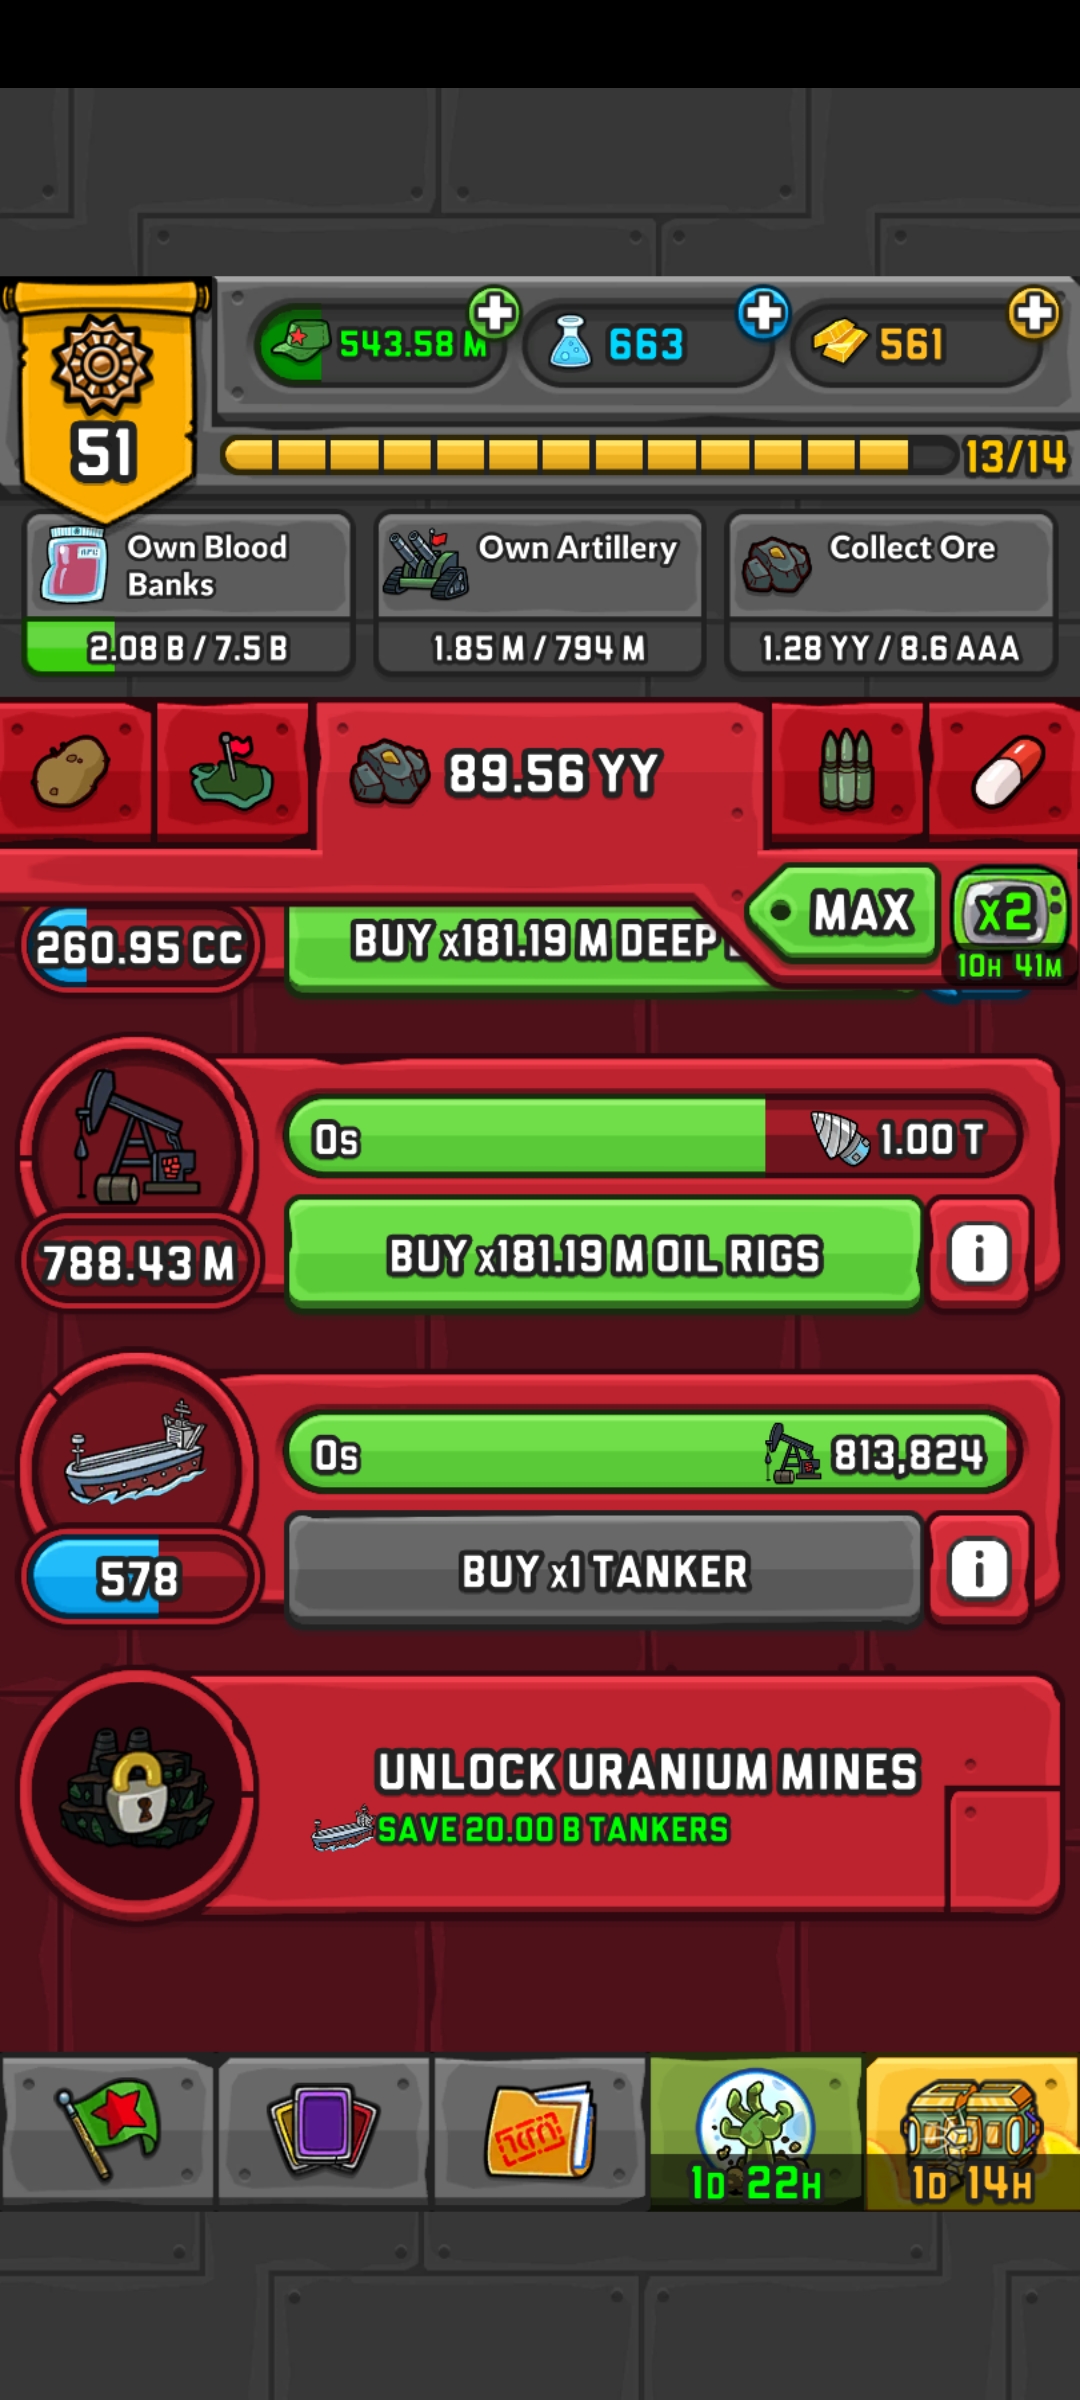 543.58 M
663
561
51
13/14
Own Blood
Banks
Own Artillery
Collect Ore
2.08 B / 7.5 B
1.85 M / 794 M
1.28 YY / 8.6 AAA
89.56 YY
MAX
x2
10H 41M
260.95 CC
BUY x181.19 M DEEP
0s
1.00 T
788.43 M
BUY x181.19 M OIL RIGS
i
0s
813,824
578
BUY x1 TANKER
i
UNLOCK URANIUM MINES
SAVE 20.00 B TANKERS
1D 22H
1D 14H